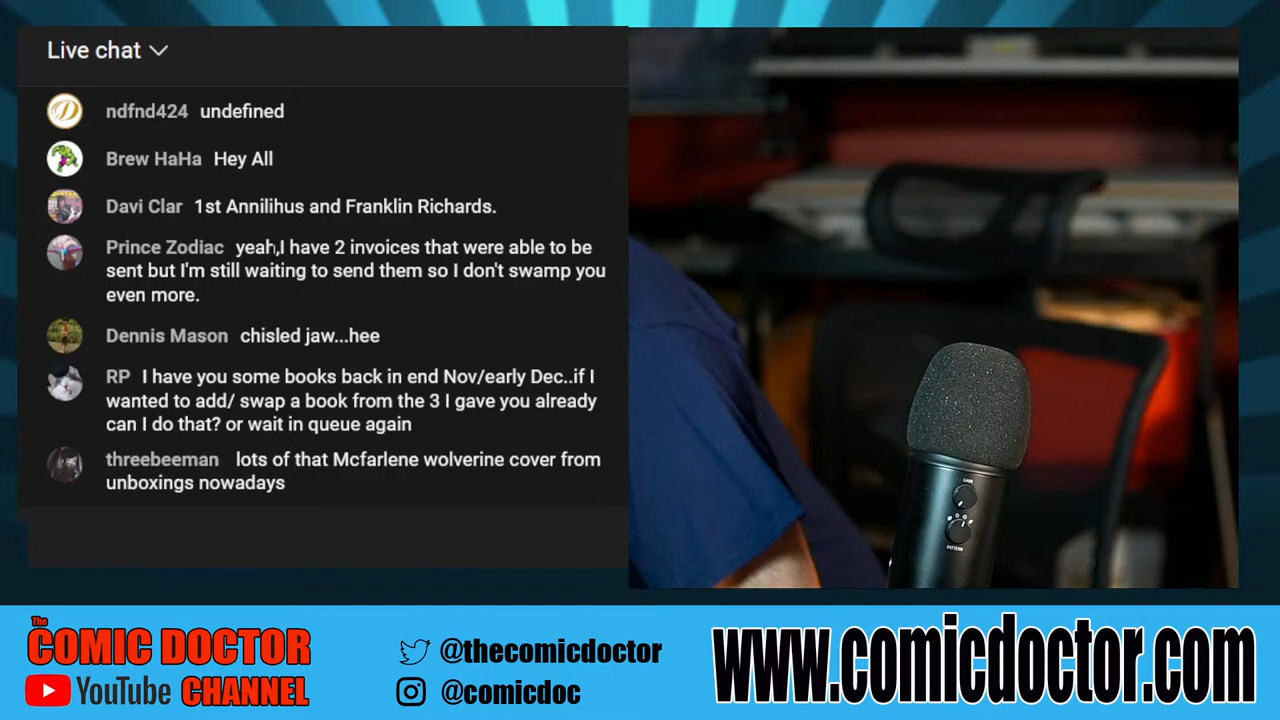 Live chat
ndfnd424 undefined
Brew HaHa Hey All
Davi Clar 1st Annilihus and Franklin Richards.
Prince Zodiac yeah,I have 2 invoices that were able to be
sent but I'm still waiting to send them so I don't swamp you
even more.
Dennis Mason chisled jaw...hee
RP I have you some books back in end Nov/early Dec..if I
wanted to add/ swap a book from the 3 I gave you already
can I do that? or wait in queue again
threebeeman lots of that Mcfarlene wolverine cover from
unboxings nowadays
GAIN
PATTERN
The
COMIC DOCTOR
YouTube CHANNEL
@thecomicdoctor
@comicdoc
www.comicdoctor.com